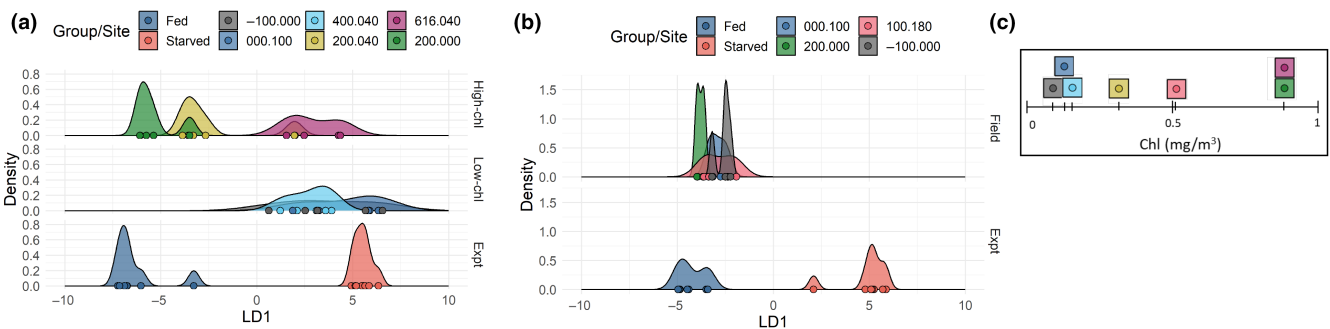 (a)
Group/Site
Fed
−100.000
400.040
616.040
Starved
000.100
200.040
200.000
Density
0.8
0.6
0.4
0.2
0.0
High-chl
0.8
0.6
0.4
0.2
0.0
Low-chl
0.8
0.6
0.4
0.2
0.0
Expt
−10
−5
0
5
10
LD1
(b)
Group/Site
Fed
000.100
100.180
Starved
200.000
−100.000
Density
1.5
1.0
0.5
0.0
Field
1.5
1.0
0.5
0.0
Expt
−10
−5
0
5
10
LD1
(c)
0
0.5
1
Chl (mg/m³)